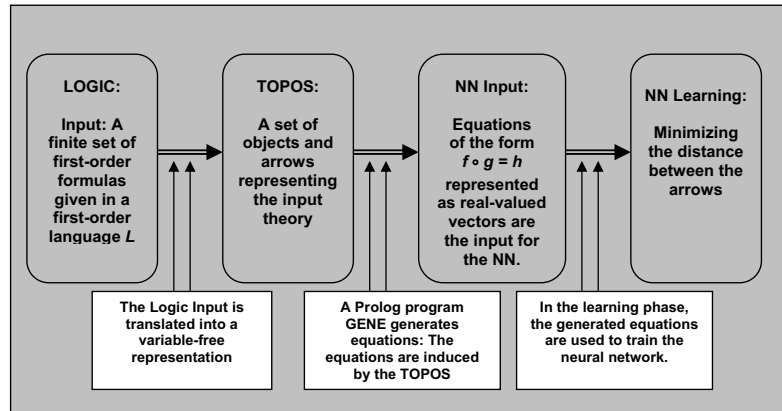 LOGIC:
Input: A
finite set of
first-order
formulas
given in a
first-order
language L
TOPOS:
A set of
objects and
arrows
representing
the input
theory
NN Input:
Equations
of the form
f ∘ g = h
represented
as real-valued
vectors are
the input for
the NN.
NN Learning:
Minimizing
the distance
between the
arrows
The Logic Input is
translated into a
variable-free
representation
A Prolog program
GENE generates
equations: The
equations are induced
by the TOPOS
In the learning phase,
the generated equations
are used to train the
neural network.